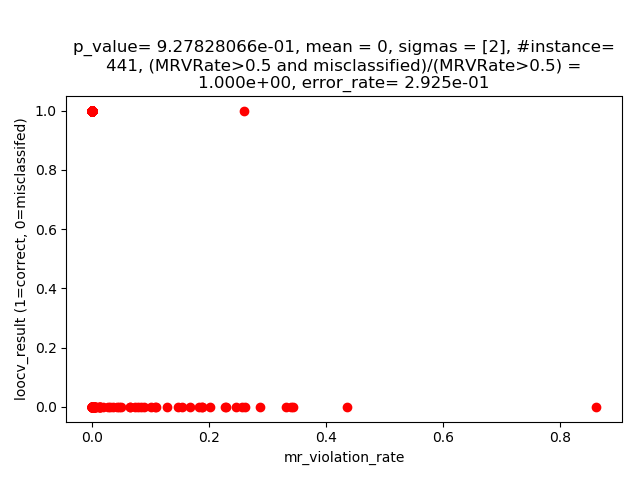 p_value= 9.27828066e-01, mean = 0, sigmas = [2], #instance=
441, (MRVRate>0.5 and misclassified)/(MRVRate>0.5) =
1.000e+00, error_rate= 2.925e-01
loocv_result (1=correct, 0=misclassifed)
1.0
0.8
0.6
0.4
0.2
0.0
0.0 0.2 0.4 0.6 0.8
mr_violation_rate